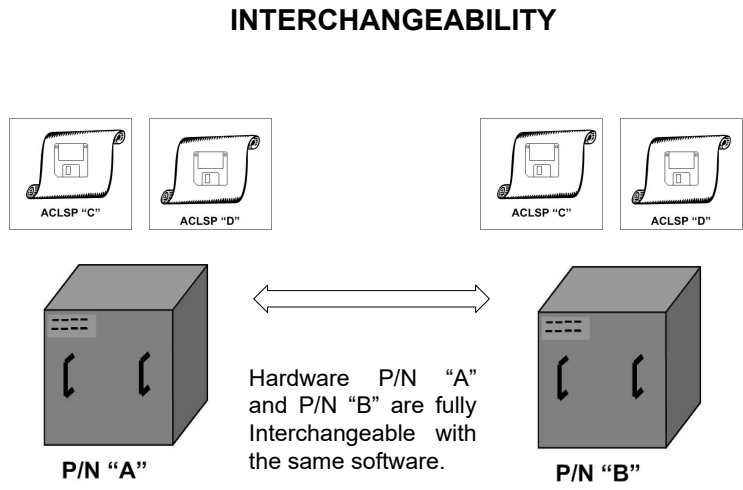 INTERCHANGEABILITY
ACLSP “C”
ACLSP “D”
ACLSP “C”
ACLSP “D”
Hardware P/N “A”
and P/N “B” are fully
Interchangeable with
the same software.
P/N “A”
P/N “B”